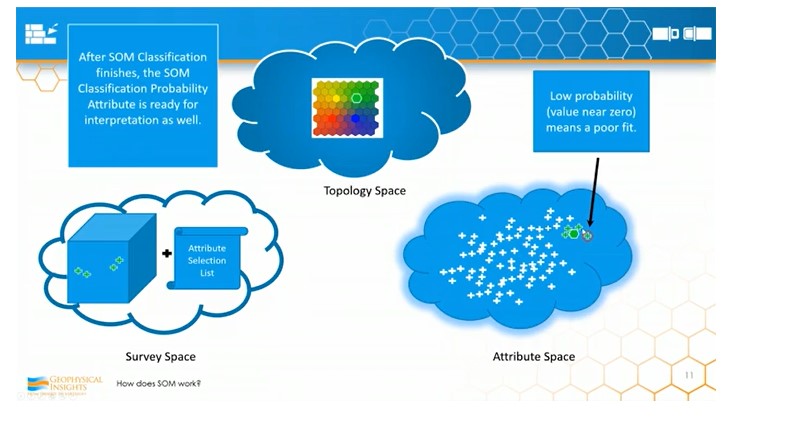 After SOM Classification
finishes, the SOM
Classification Probability
Attribute is ready for
interpretation as well.
Low probability
(value near zero)
means a poor fit.
Topology Space
Attribute
Selection
List
Survey Space
Attribute Space
GEOPHYSICAL
INSIGHTS
How does SOM work?
11